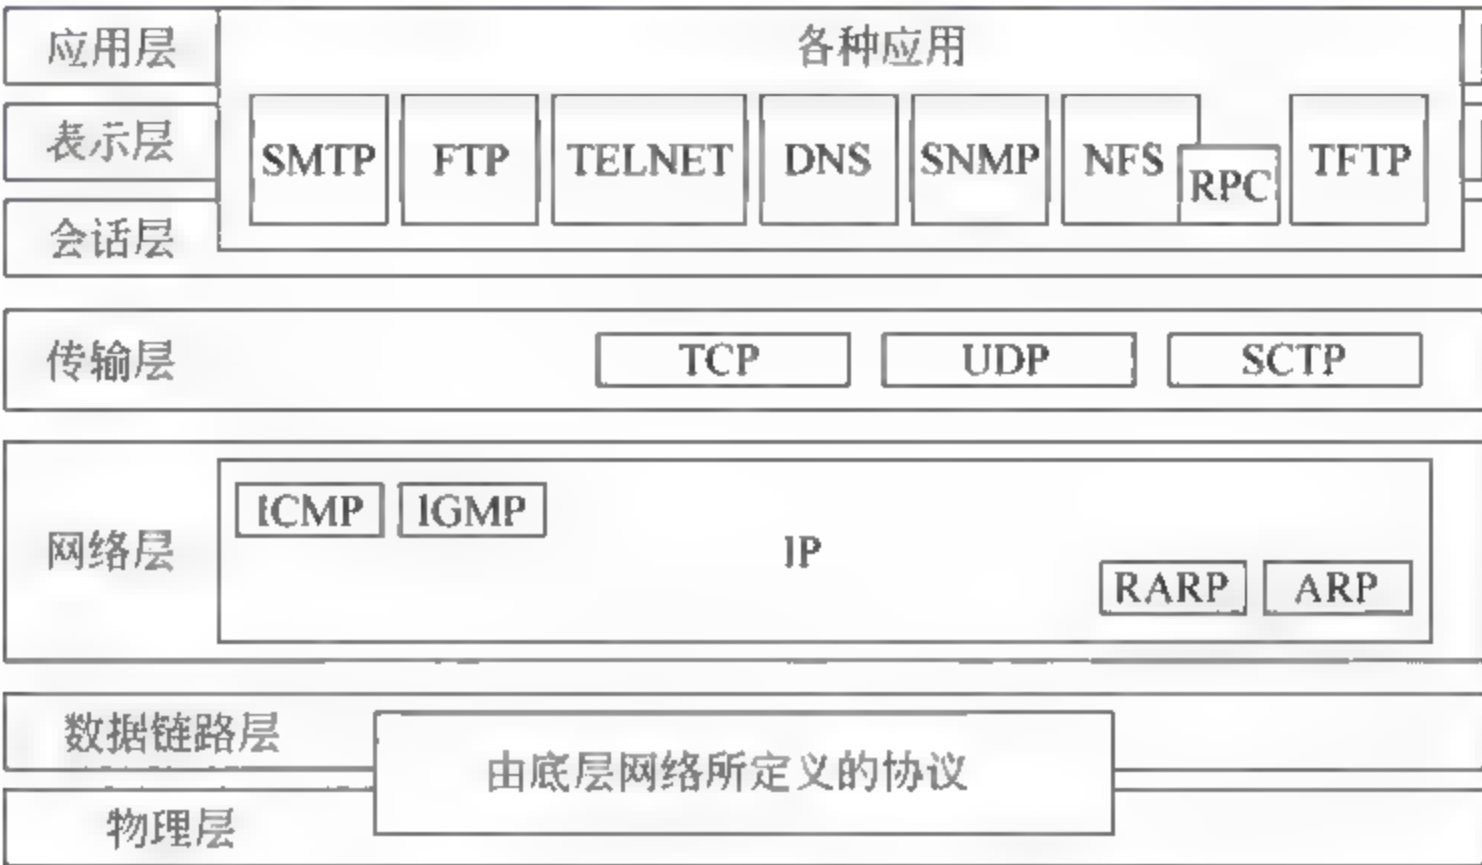 应用层
各种应用
表示层
SMTP
FTP
TELNET
DNS
SNMP
NFS
RPC
TFTP
会话层
传输层
TCP
UDP
SCTP
网络层
ICMP
IGMP
IP
RARP
ARP
数据链路层
由底层网络所定义的协议
物理层